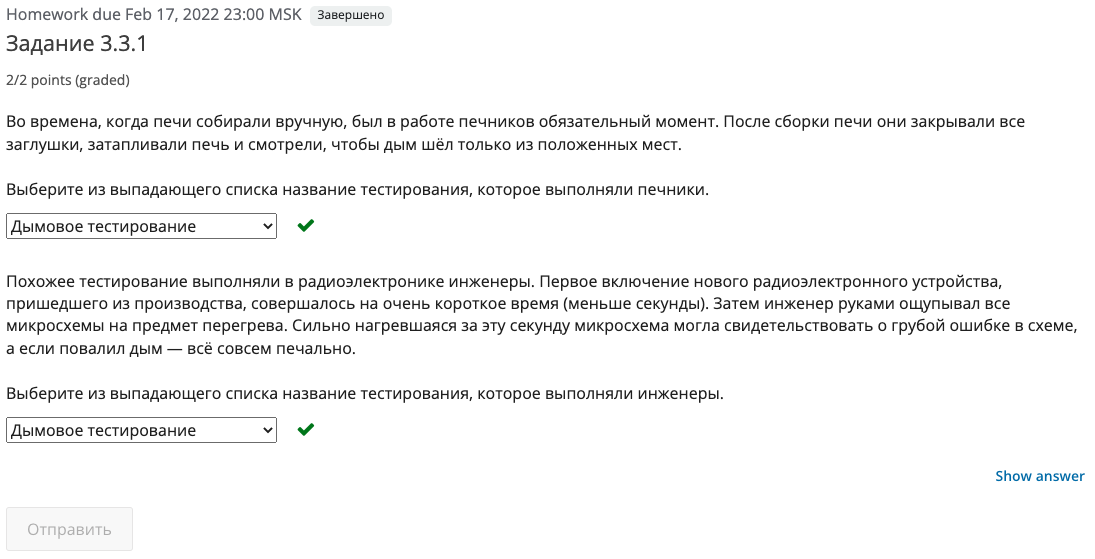 Homework due Feb 17, 2022 23:00 MSK Завершено
Задание 3.3.1
2/2 points (graded)
Во времена, когда печи собирали вручную, был в работе печников обязательный момент. После сборки печи они закрывали все
заглушки, затапливали печь и смотрели, чтобы дым шёл только из положенных мест.
Выберите из выпадающего списка название тестирования, которое выполняли печники.
Дымовое тестирование
Похожее тестирование выполняли в радиоэлектронике инженеры. Первое включение нового радиоэлектронного устройства,
пришедшего из производства, совершалось на очень короткое время (меньше секунды). Затем инженер руками ощупывал все
микросхемы на предмет перегрева. Сильно нагревшаяся за эту секунду микросхема могла свидетельствовать о грубой ошибке в схеме,
а если повалил дым — всё совсем печально.
Выберите из выпадающего списка название тестирования, которое выполняли инженеры.
Дымовое тестирование
Show answer
Отправить